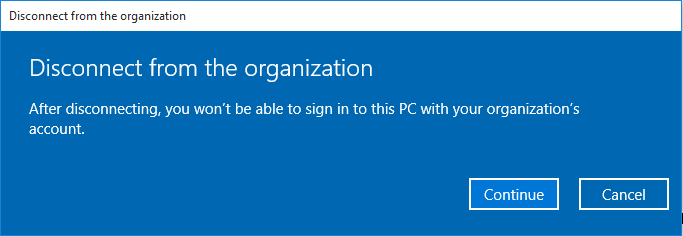 Disconnect from the organization
Disconnect from the organization
After disconnecting, you won't be able to sign in to this PC with your organization's
account.
Continue
Cancel